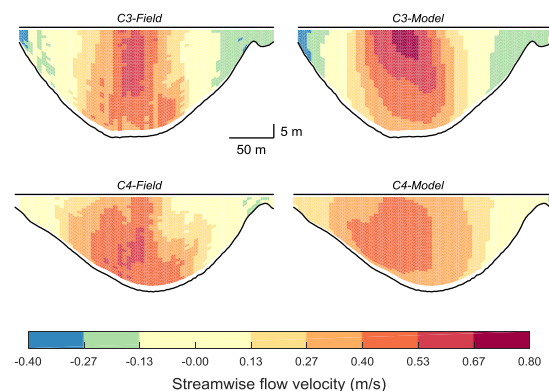 C3-Field
C3-Model
5 m
50 m
C4-Field
C4-Model
-0.40 -0.27 -0.13 -0.00 0.13 0.27 0.40 0.53 0.67 0.80
Streamwise flow velocity (m/s)